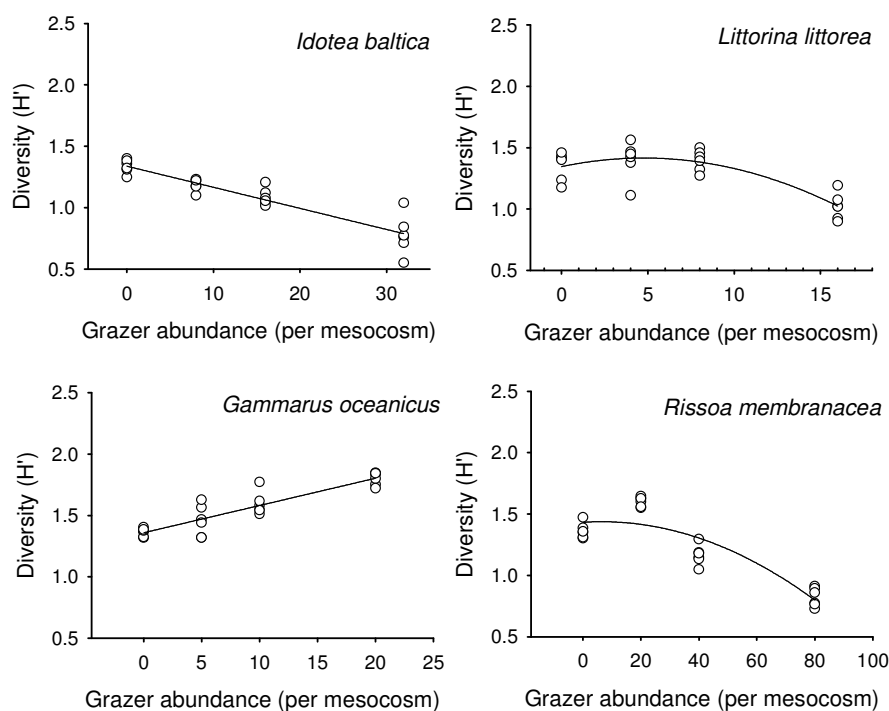 Idotea baltica
2.5
2.0
1.5
1.0
0.5
Diversity (H')
0 10 20 30
Grazer abundance (per mesocosm)
Littorina littorea
2.5
2.0
1.5
1.0
0.5
Diversity (H')
0 5 10 15
Grazer abundance (per mesocosm)
Gammarus oceanicus
2.5
2.0
1.5
1.0
0.5
Diversity (H')
0 5 10 15 20 25
Grazer abundance (per mesocosm)
Rissoa membranacea
2.5
2.0
1.5
1.0
0.5
Diversity (H')
0 20 40 60 80 100
Grazer abundance (per mesocosm)